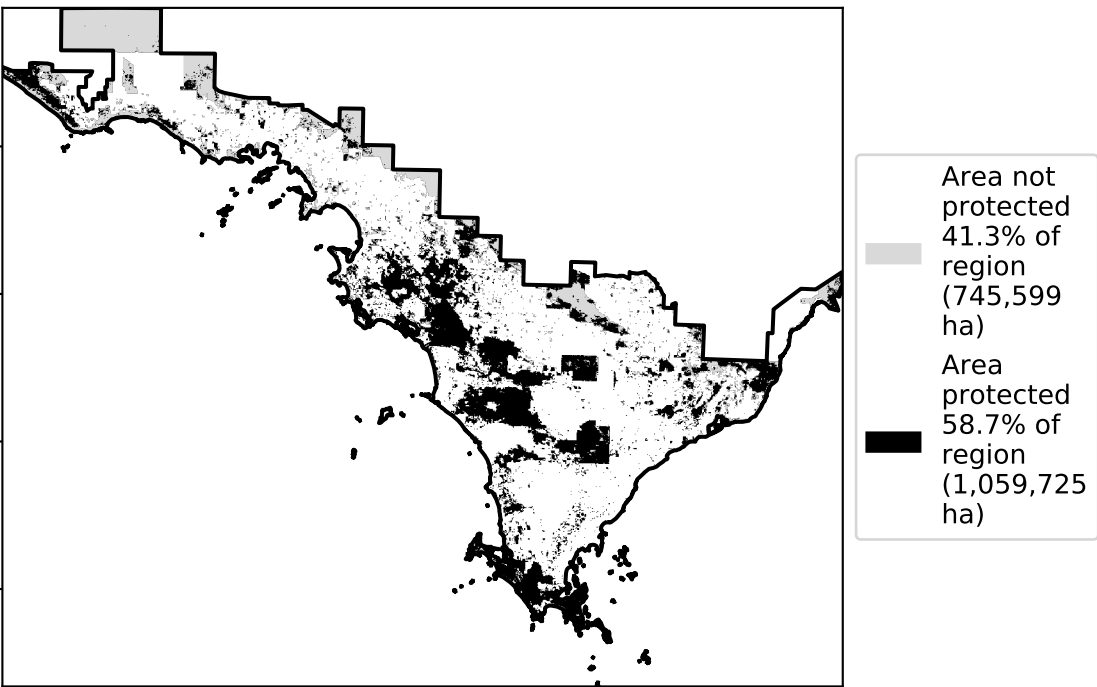 Area not
protected
41.3% of
region
(745,599
ha)
Area
protected
58.7% of
region
(1,059,725
ha)